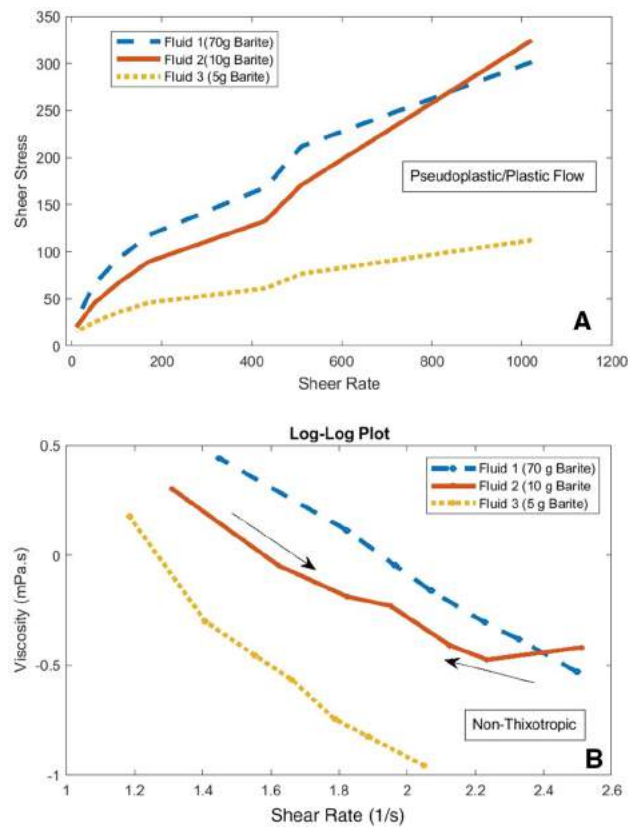 350
300
250
200
150
100
50
0
Sheer Stress
Fluid 1(70g Barite)
Fluid 2(10g Barite)
Fluid 3 (5g Barite)
Pseudoplastic/Plastic Flow
A
0 200 400 600 800 1000 1200
Sheer Rate
Log-Log Plot
0.5
0
-0.5
-1
Viscosity (mPa.s)
Fluid 1 (70 g Barite)
Fluid 2 (10 g Barite
Fluid 3 (5 g Barite)
Non-Thixotropic
B
1 1.2 1.4 1.6 1.8 2 2.2 2.4 2.6
Shear Rate (1/s)